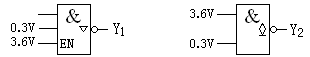 & & 3.6V
0.3V Y₁ Y₂
3.6V EN 0.3V